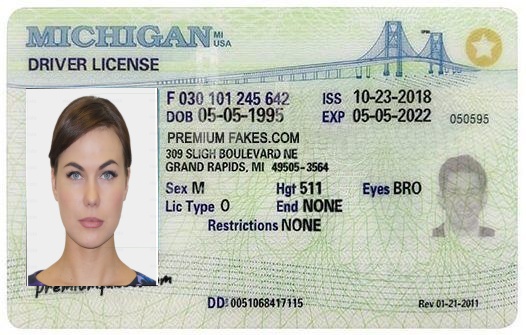 MICHIGAN MI
USA
DRIVER LICENSE
F 030 101 245 642 ISS 10-23-2018
DOB 05-05-1995 EXP 05-05-2022 050595
PREMIUM FAKES.COM
309 SLIGH BOULEVARD NE
GRAND RAPIDS, MI 49505-3564
Sex M Hgt 511 Eyes BRO
Lic Type O End NONE
Restrictions NONE
DD: 0051068417115 Rev 01-21-2011